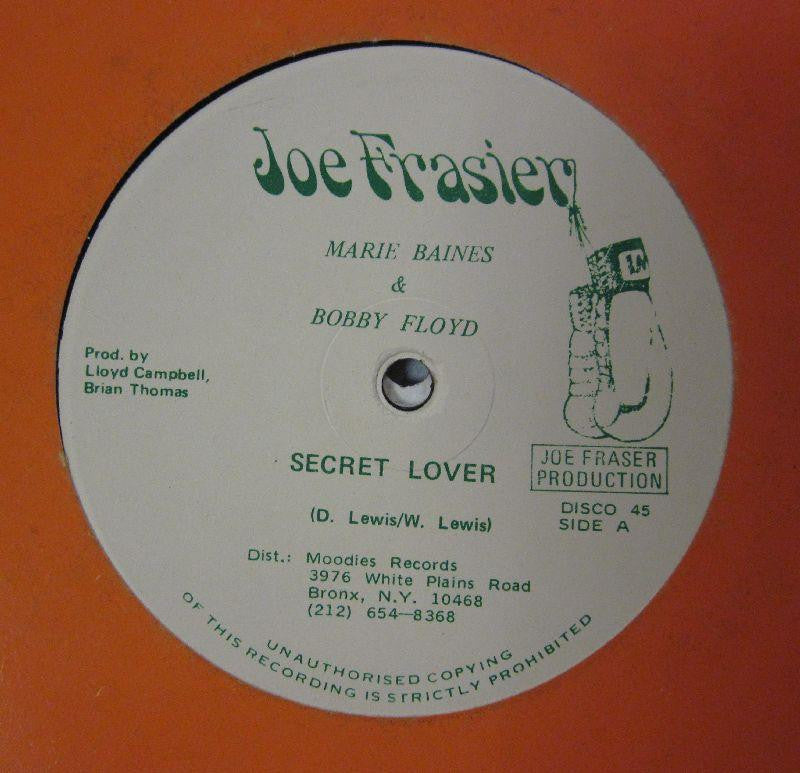 Joe Frasier
MARIE BAINES
&
BOBBY FLOYD
Prod. by
Lloyd Campbell,
Brian Thomas
SECRET LOVER
JOE FRASER
PRODUCTION
DISCO 45
SIDE A
(D. Lewis/W. Lewis)
Dist.: Moodies Records
3976 White Plains Road
Bronx, N.Y. 10468
(212) 654-8368
UNAUTHORISED COPYING
OF THIS RECORDING IS STRICTLY PROHIBITED